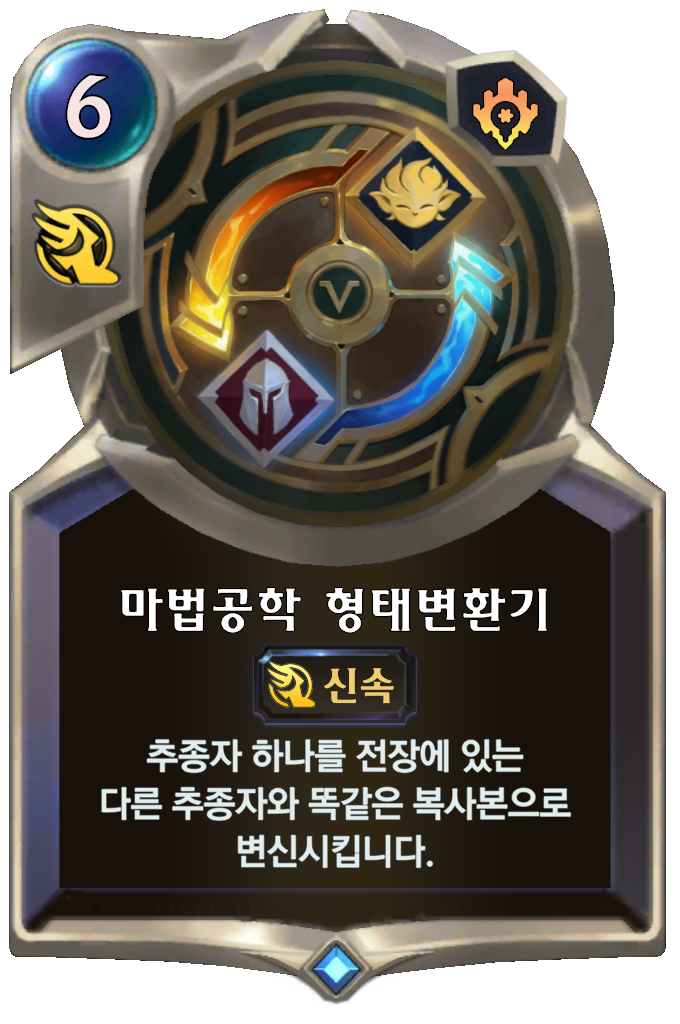 6
V
마법공학 형태변환기
신속
추종자 하나를 전장에 있는
다른 추종자와 똑같은 복사본으로
변신시킵니다.